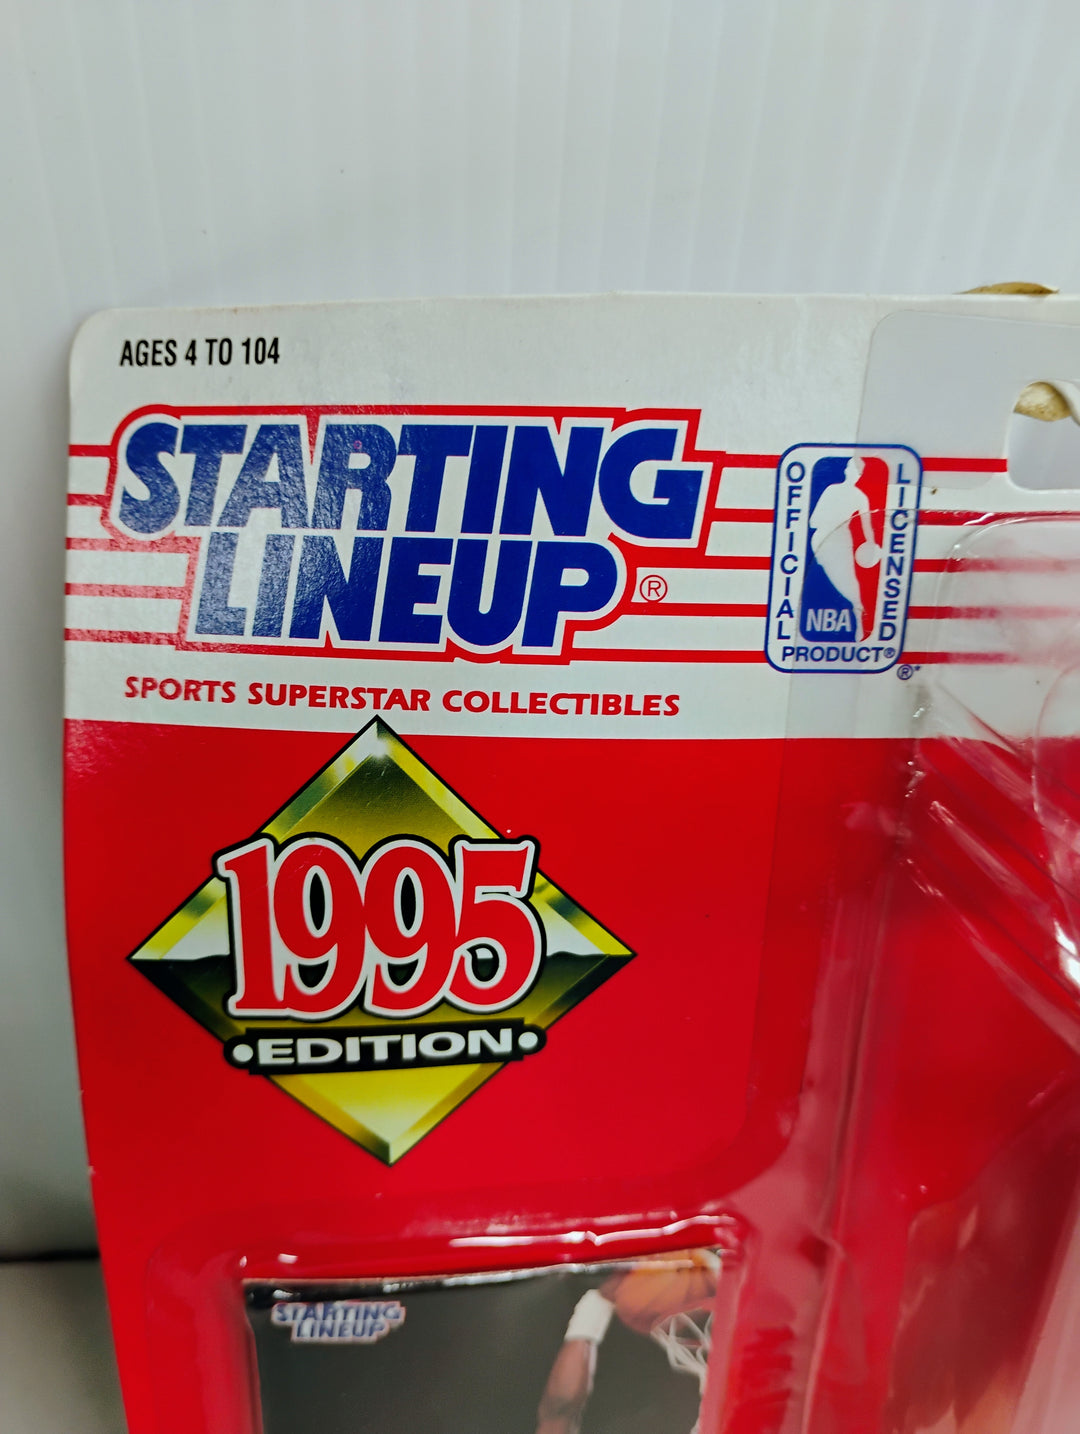 AGES 4 TO 104
STARTING
LINEUP®
SPORTS SUPERSTAR COLLECTIBLES
OFFICIAL
LICENSED
NBA
PRODUCT®
®*
1995
•EDITION•
STARTING
LINEUP